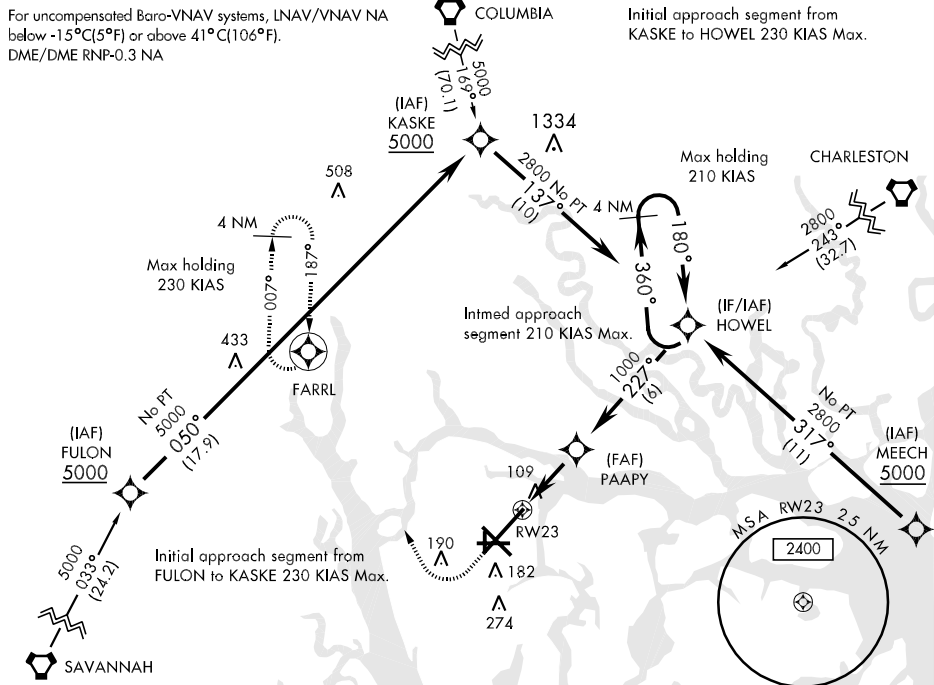 For uncompensated Baro-VNAV systems, LNAV/VNAV NA
below -15°C(5°F) or above 41°C(106°F).
DME/DME RNP-0.3 NA
COLUMBIA
Initial approach segment from
KASKE to HOWEL 230 KIAS Max.
5000
169°
(70.1)
(IAF)
KASKE
5000
1334
508
2800 No PT
137°
(10)
Max holding
210 KIAS
CHARLESTON
4 NM
180°
360°
2800
243°
(32.7)
4 NM
Max holding
230 KIAS
007°
187°
(IF/IAF)
HOWEL
Intmed approach
segment 210 KIAS Max.
433
FARRL
1000
227°
(6)
No PT
5000
050°
(17.9)
(IAF)
FULON
5000
No PT
2800
317°
(11)
(IAF)
MEECH
5000
(FAF)
PAAPY
109
RW23
MSA RW23 25 NM
2400
190
182
274
Initial approach segment from
FULON to KASKE 230 KIAS Max.
5000
033°
(24.2)
SAVANNAH